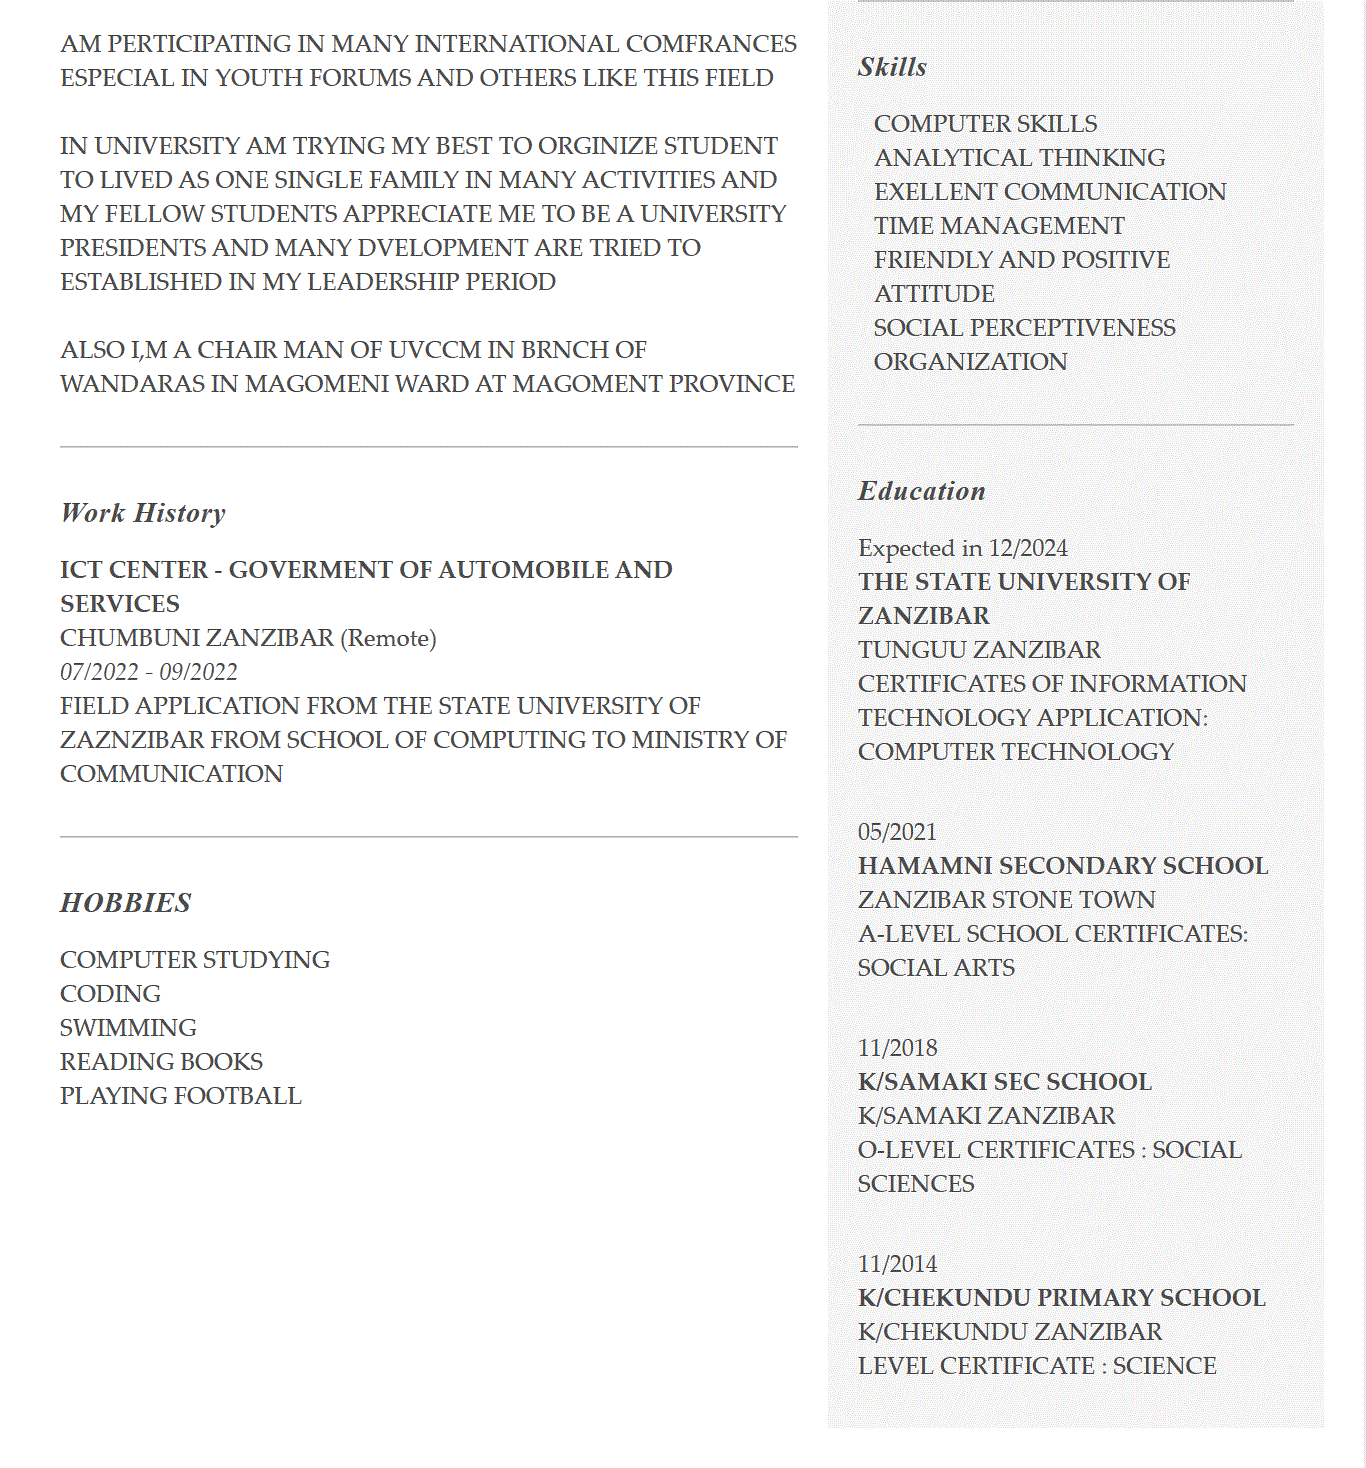 AM PERTICIPATING IN MANY INTERNATIONAL COMFRANCES
ESPECIAL IN YOUTH FORUMS AND OTHERS LIKE THIS FIELD
IN UNIVERSITY AM TRYING MY BEST TO ORGINIZE STUDENT
TO LIVED AS ONE SINGLE FAMILY IN MANY ACTIVITIES AND
MY FELLOW STUDENTS APPRECIATE ME TO BE A UNIVERSITY
PRESIDENTS AND MANY DVELOPMENT ARE TRIED TO
ESTABLISHED IN MY LEADERSHIP PERIOD
ALSO I,M A CHAIR MAN OF UVCCM IN BRNCH OF
WANDARAS IN MAGOMENI WARD AT MAGOMENT PROVINCE
Work History
ICT CENTER - GOVERMENT OF AUTOMOBILE AND
SERVICES
CHUMBUNI ZANZIBAR (Remote)
07/2022 - 09/2022
FIELD APPLICATION FROM THE STATE UNIVERSITY OF
ZAZNZIBAR FROM SCHOOL OF COMPUTING TO MINISTRY OF
COMMUNICATION
HOBBIES
COMPUTER STUDYING
CODING
SWIMMING
READING BOOKS
PLAYING FOOTBALL
Skills
COMPUTER SKILLS
ANALYTICAL THINKING
EXELLENT COMMUNICATION
TIME MANAGEMENT
FRIENDLY AND POSITIVE
ATTITUDE
SOCIAL PERCEPTIVENESS
ORGANIZATION
Education
Expected in 12/2024
THE STATE UNIVERSITY OF
ZANZIBAR
TUNGUU ZANZIBAR
CERTIFICATES OF INFORMATION
TECHNOLOGY APPLICATION:
COMPUTER TECHNOLOGY
05/2021
HAMAMNI SECONDARY SCHOOL
ZANZIBAR STONE TOWN
A-LEVEL SCHOOL CERTIFICATES:
SOCIAL ARTS
11/2018
K/SAMAKI SEC SCHOOL
K/SAMAKI ZANZIBAR
O-LEVEL CERTIFICATES : SOCIAL
SCIENCES
11/2014
K/CHEKUNDU PRIMARY SCHOOL
K/CHEKUNDU ZANZIBAR
LEVEL CERTIFICATE : SCIENCE